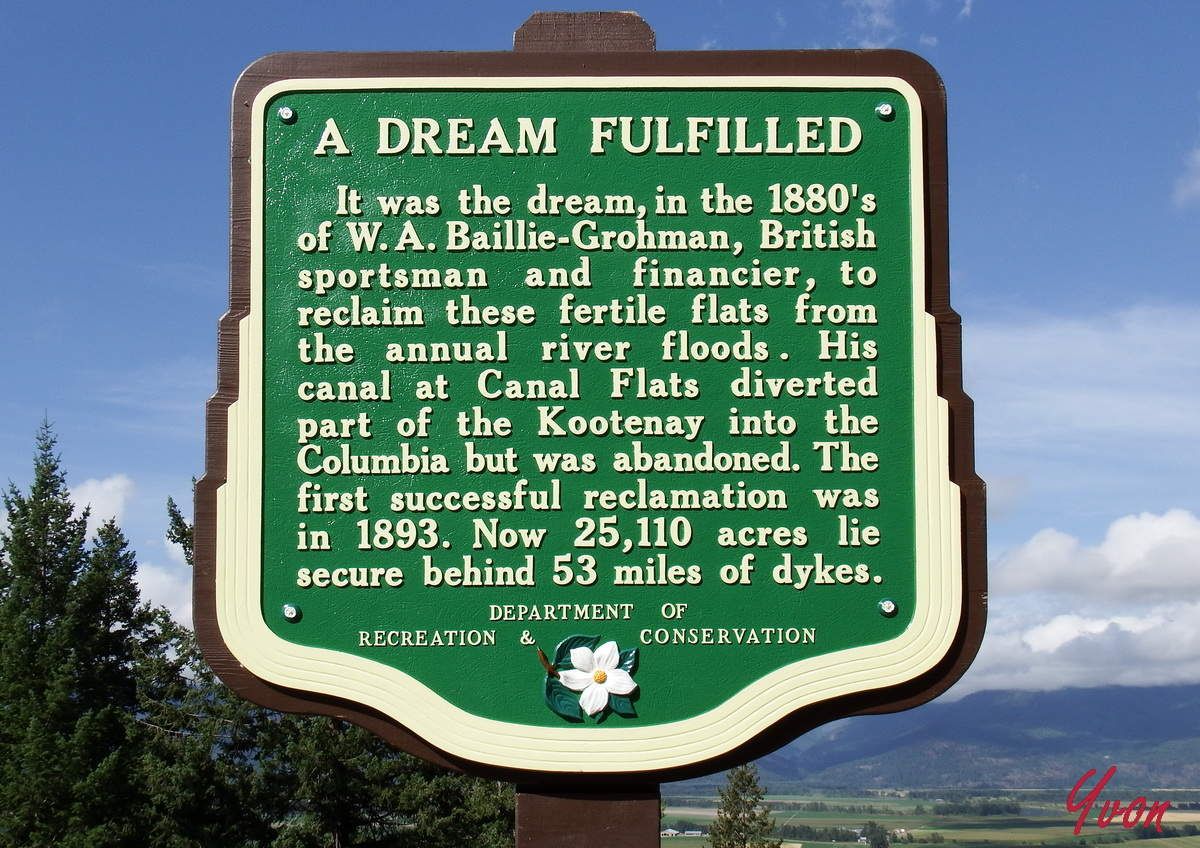 A DREAM FULFILLED
It was the dream, in the 1880's
of W. A. Baillie-Grohman, British
sportsman and financier, to
reclaim these fertile flats from
the annual river floods. His
canal at Canal Flats diverted
part of the Kootenay into the
Columbia but was abandoned. The
first successful reclamation was
in 1893. Now 25,110 acres lie
secure behind 53 miles of dykes.
DEPARTMENT OF
RECREATION & CONSERVATION
Yvon